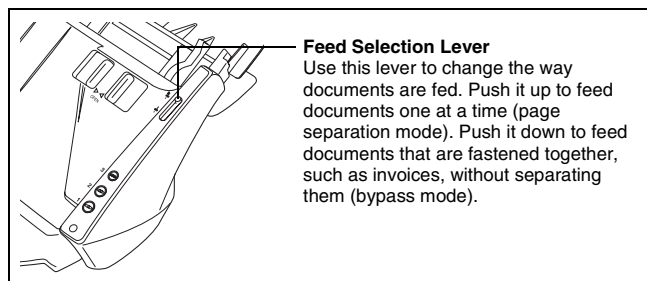 Feed Selection Lever
Use this lever to change the way
documents are fed. Push it up to feed
documents one at a time (page
separation mode). Push it down to feed
documents that are fastened together,
such as invoices, without separating
them (bypass mode).
OPEN